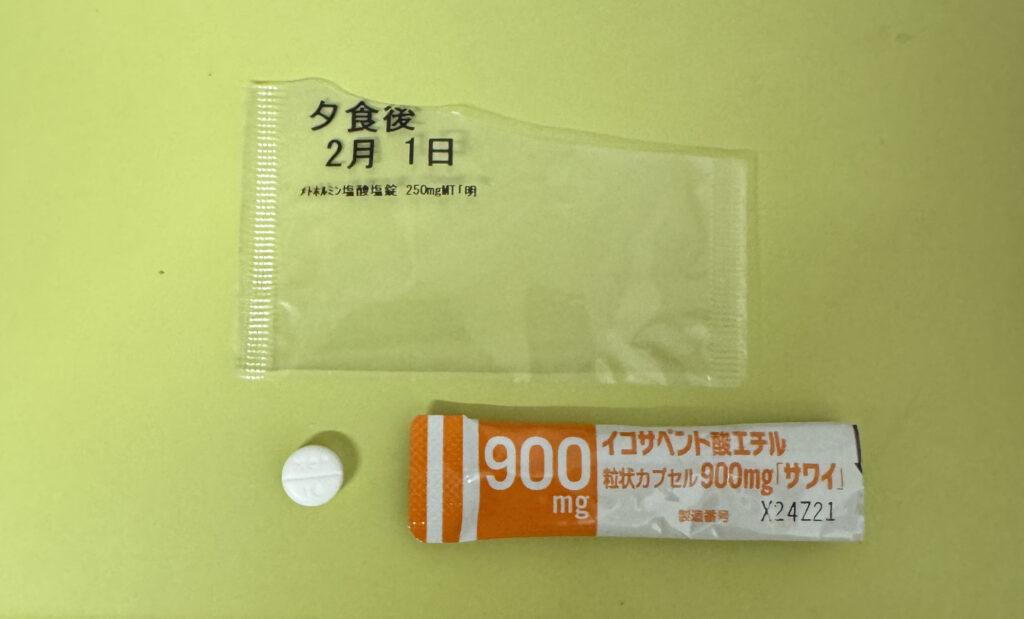 夕食後
2月 1日
ﾒﾄﾎﾙﾐﾝ塩酸塩錠 250mgMT「明
900
mg
イコサペント酸エチル
粒状カプセル900mg「サワイ」
製造番号 X24Z21